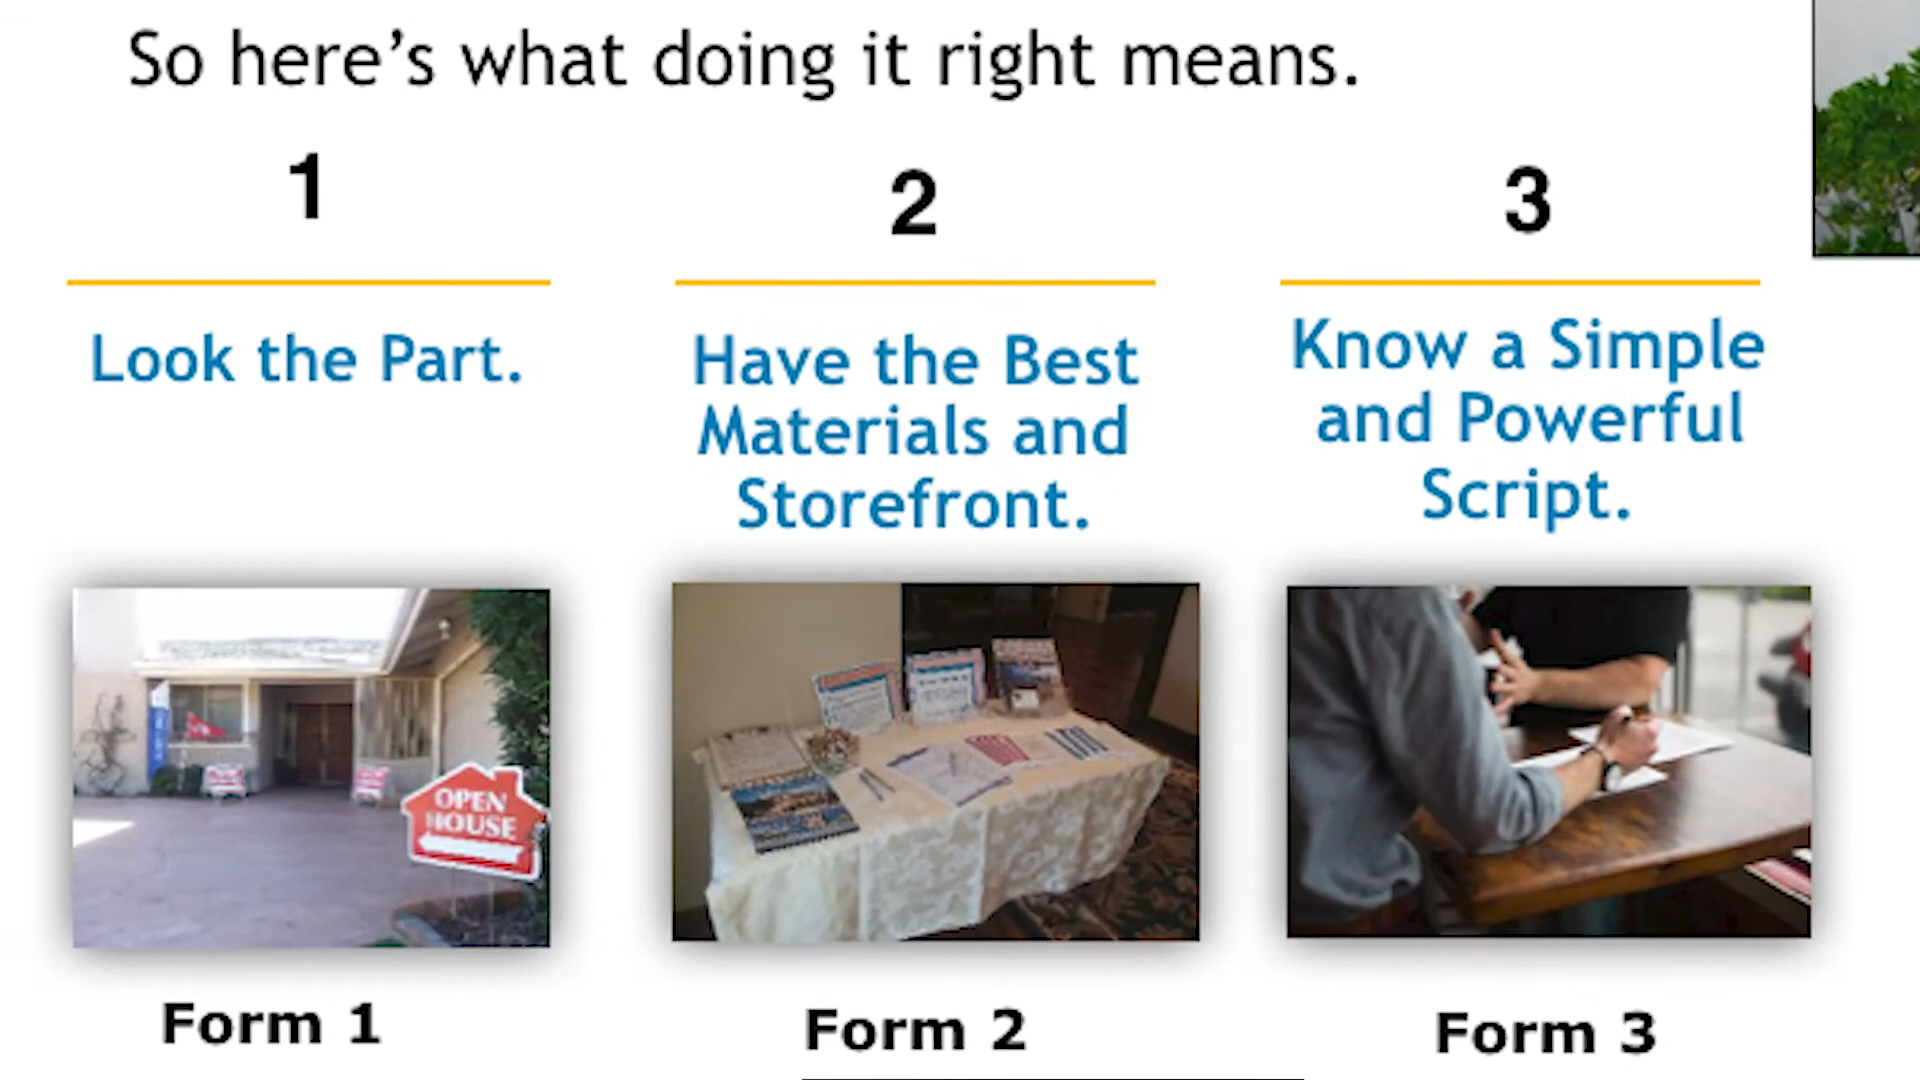 So here’s what doing it right means.
1
2
3
Look the Part.
Have the Best
Materials and
Storefront.
Know a Simple
and Powerful
Script.
OPEN
HOUSE
Form 1
Form 2
Form 3